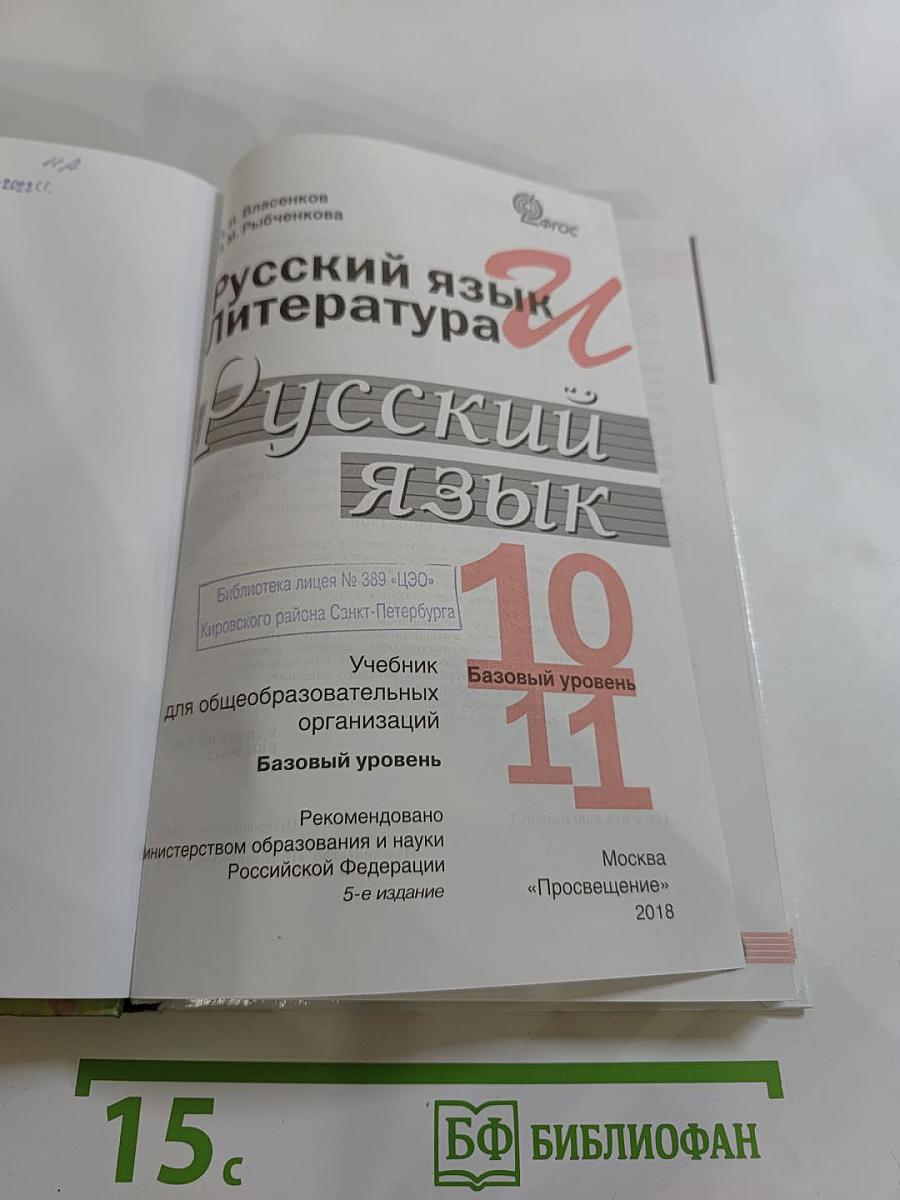 Власенков
Рыбченкова
ФГОС
Русский язык
и
Литература
Русский
язык
10
Базовый уровень
11
Библиотека лицея № 389 «ЦЭО»
Кировского района Санкт-Петербурга
Учебник
для общеобразовательных
организаций
Базовый уровень
Рекомендовано
министерством образования и науки
Российской Федерации
5-е издание
Москва
«Просвещение»
2018
15 с
БФ БИБЛИОФАН